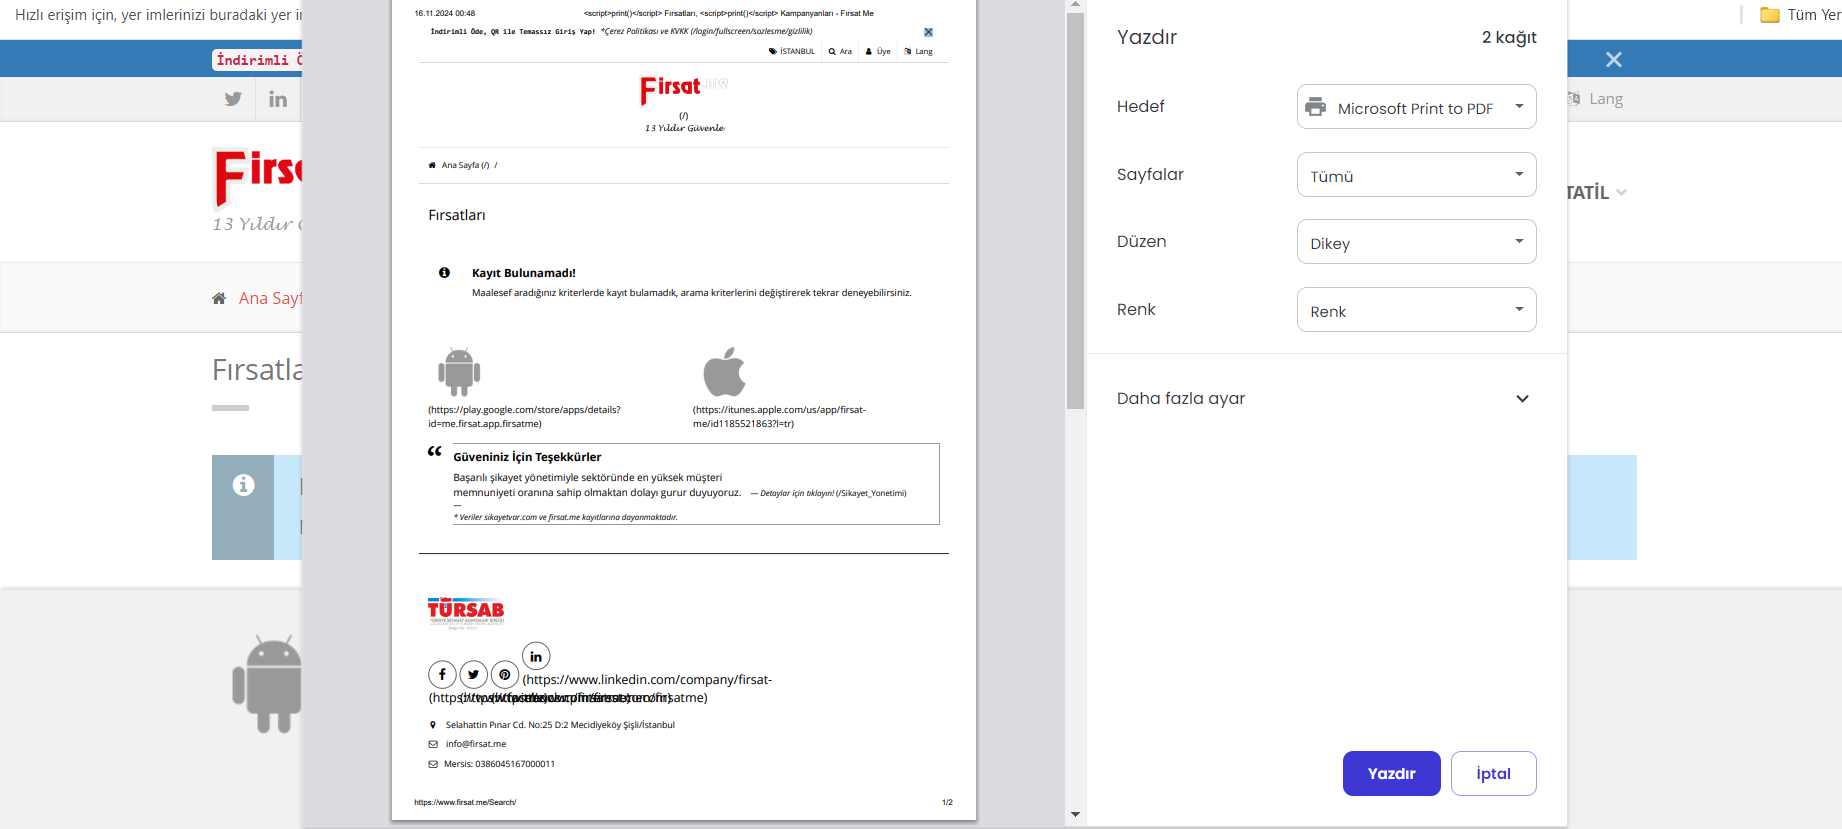 Hızlı erişim için, yer imlerinizi buradaki yer
Tüm Yer
İndirimli
Lang
Firsa
13 Yıldır
TATİL
Ana Sayf
Fırsatla
16.11.2024 00:48
<script>print()</script> Fırsatları, <script>print()</script> Kampanyanları - Fırsat Me
İndirimli Öde, QR ile Temassız Giriş Yap! *Çerez Politikası ve KVKK (/login/fullscreen/sozlesme/gizlilik)
İSTANBUL Ara Üye Lang
Firsat.me
(/)
13 Yıldır Güvenle
Ana Sayfa (/) /
Fırsatları
Kayıt Bulunamadı!
Maalesef aradığınız kriterlerde kayıt bulamadık, arama kriterlerini değiştirerek tekrar deneyebilirsiniz.
(https://play.google.com/store/apps/details?
id=me.firsat.app.firsatme)
(https://itunes.apple.com/us/app/firsat-
me/id1185521863?l=tr)
Güveniniz İçin Teşekkürler
Başarılı şikayet yönetimiyle sektöründe en yüksek müşteri
memnuniyeti oranına sahip olmaktan dolayı gurur duyuyoruz. — Detaylar için tıklayın! (/Sikayet_Yonetimi)
—
* Veriler sikayetvar.com ve firsat.me kayıtlarına dayanmaktadır.
TÜRSAB
(https://www.linkedin.com/company/firsat-
Selahattin Pınar Cd. No:25 D:2 Mecidiyeköy Şişli/İstanbul
info@firsat.me
Mersis: 0386045167000011
https://www.firsat.me/Search/
1/2
Yazdır
2 kağıt
Hedef
Microsoft Print to PDF
Sayfalar
Tümü
Düzen
Dikey
Renk
Renk
Daha fazla ayar
Yazdır
İptal